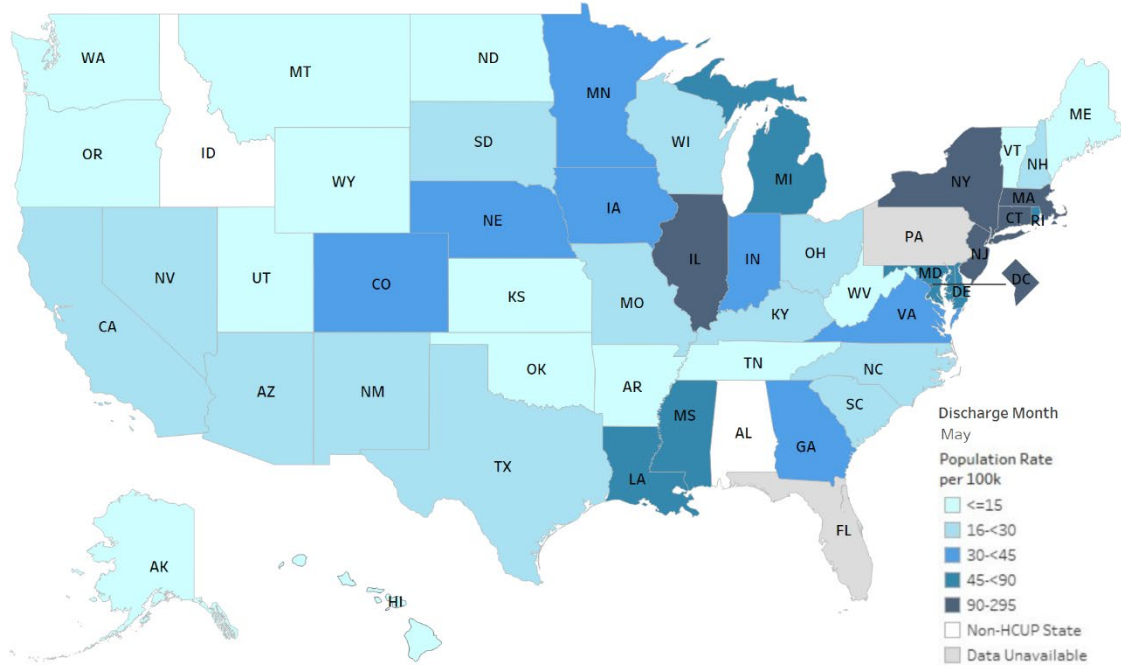 WA
MT
ND
MN
ME
VT
NH
OR
ID
SD
WI
NY
WY
MI
MA
CT
RI
NE
IA
PA
NV
UT
CO
IL
IN
OH
NJ
MD
DE
DC
KS
MO
WV
VA
CA
KY
OK
TN
NC
AZ
NM
AR
SC
MS
AL
GA
TX
LA
FL
AK
HI
Discharge Month
May
Population Rate
per 100k
<=15
16-<30
30-<45
45-<90
90-295
Non-HCUP State
Data Unavailable